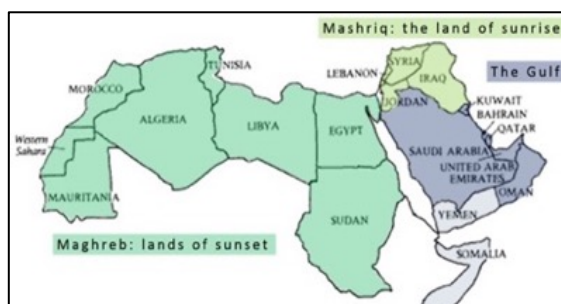 Mashriq: the land of sunrise
TUNISIA
SYRIA
LEBANON
IRAQ
The Gulf
MOROCCO
JORDAN
KUWAIT
BAHRAIN
QATAR
ALGERIA
LIBYA
EGYPT
Western
Sahara
SAUDI ARABIA
UNITED ARAB
EMIRATES
OMAN
MAURITANIA
SUDAN
YEMEN
Maghreb: lands of sunset
SOMALIA